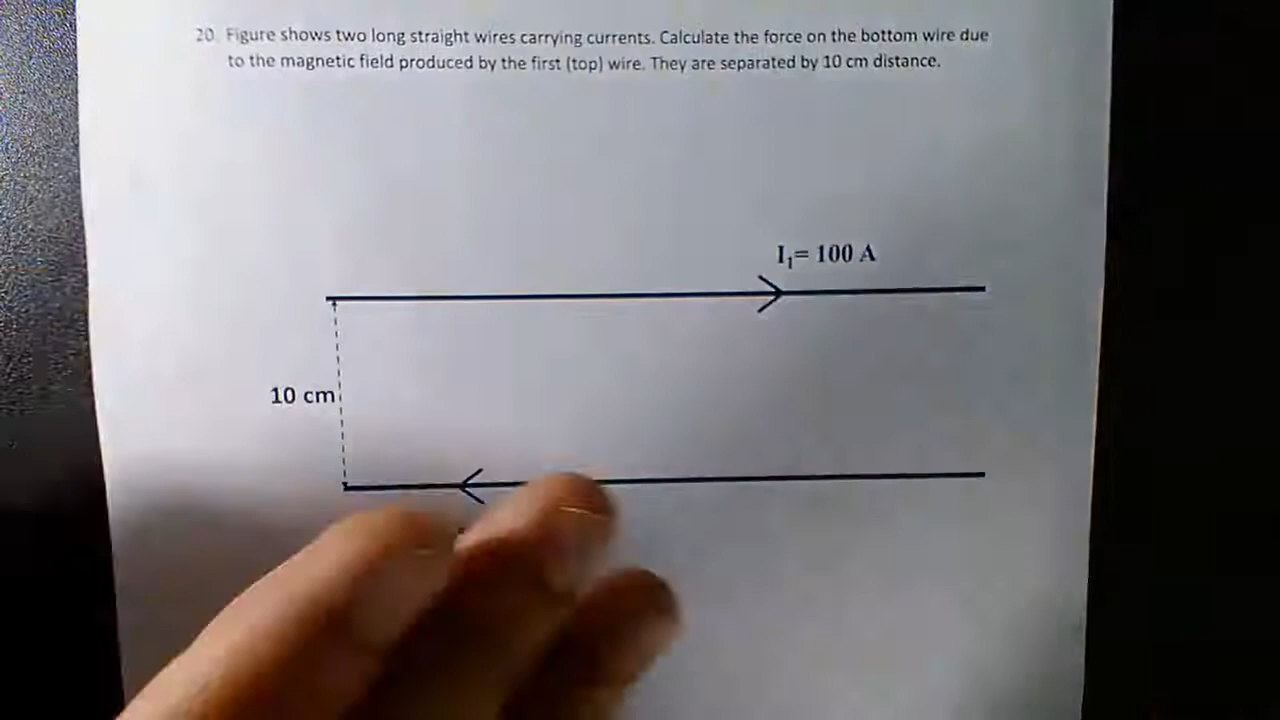 20. Figure shows two long straight wires carrying currents. Calculate the force on the bottom wire due
to the magnetic field produced by the first (top) wire. They are separated by 10 cm distance.
I₁= 100 A
10 cm